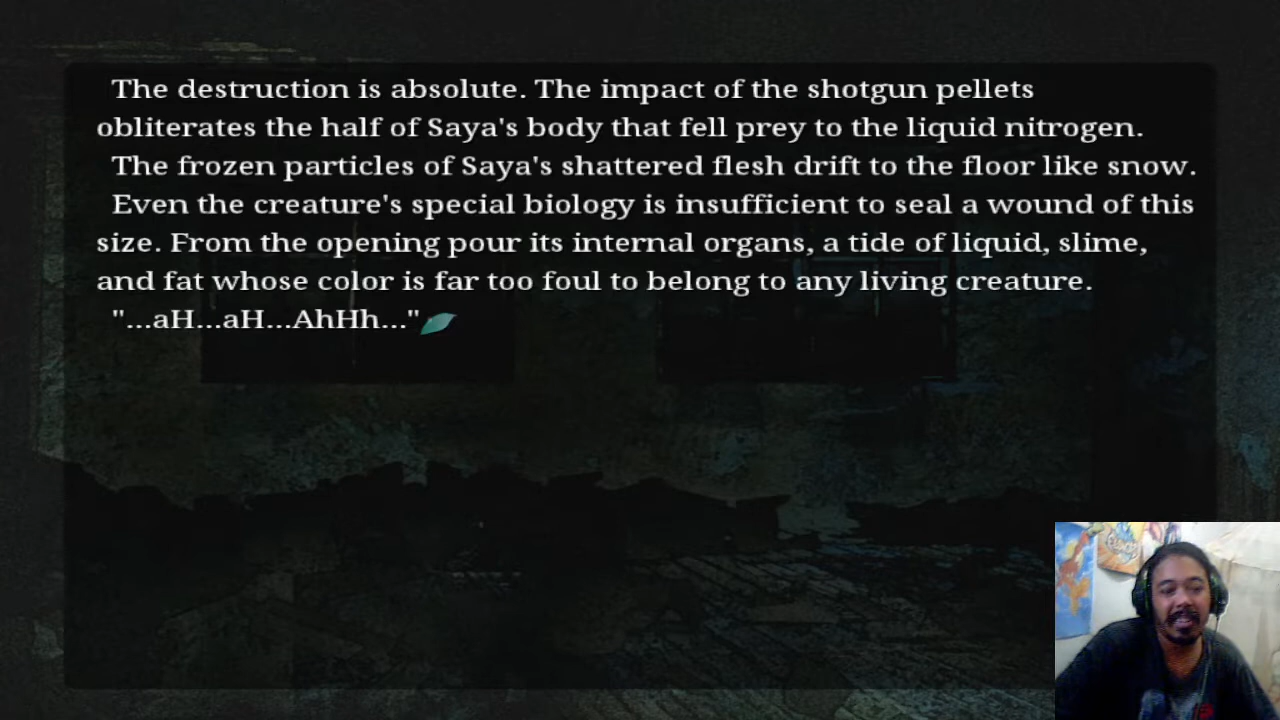 The destruction is absolute. The impact of the shotgun pellets
obliterates the half of Saya's body that fell prey to the liquid nitrogen.
The frozen particles of Saya's shattered flesh drift to the floor like snow.
Even the creature's special biology is insufficient to seal a wound of this
size. From the opening pour its internal organs, a tide of liquid, slime,
and fat whose color is far too foul to belong to any living creature.
"...aH...aH...AhHh..."